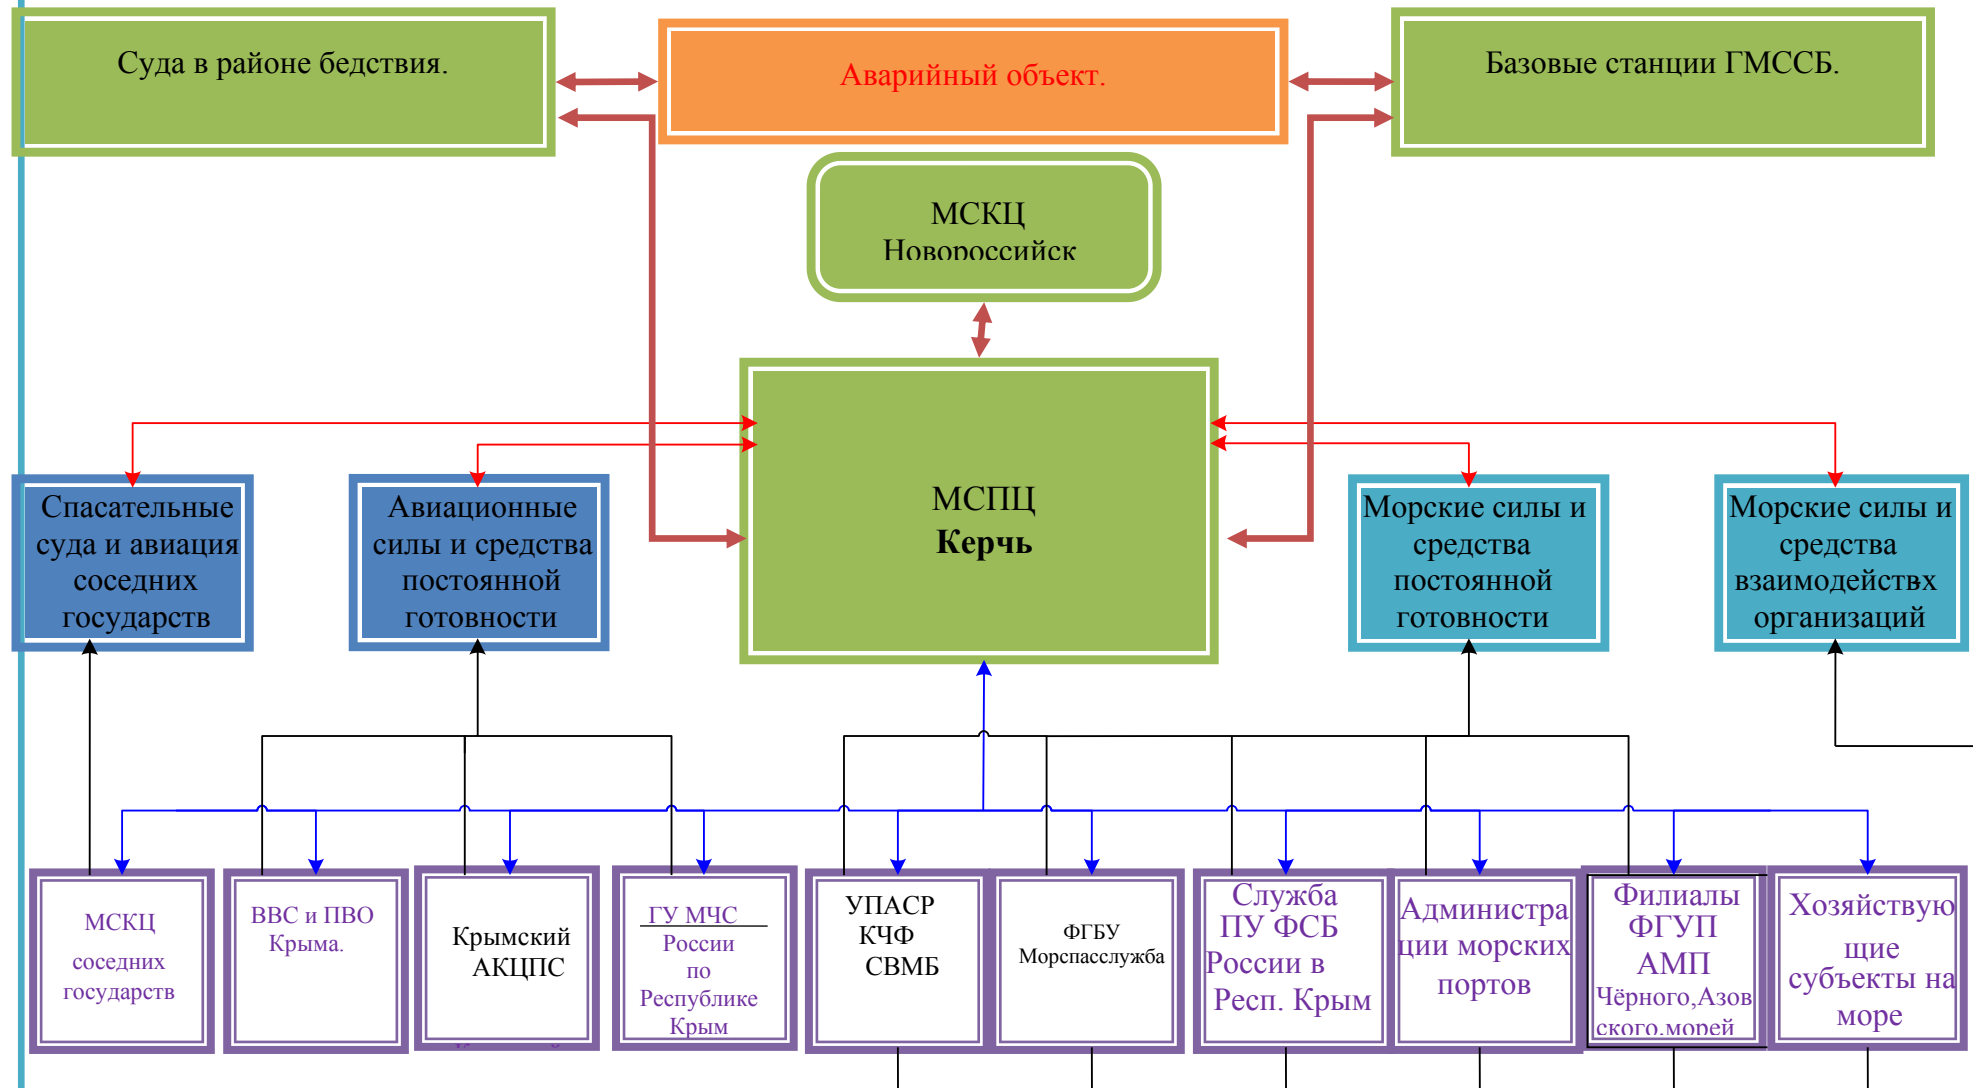 Суда в районе бедствия.
Аварийный объект.
Базовые станции ГМССБ.
МСКЦ
Новороссийск
МСПЦ
Керчь
Спасательные
суда и авиация
соседних
государств
Авиационные
силы и средства
постоянной
готовности
Морские силы и
средства
постоянной
готовности
Морские силы и
средства
взаимодействх
организаций
МСКЦ
соседних
государств
ВВС и ПВО
Крыма.
Крымский
АКЦПС
ГУ МЧС
России
по
Республике
Крым
УПАСР
КЧФ
СВМБ
ФГБУ
Морспасслужба
Служба
ПУ ФСБ
России в
Респ. Крым
Администра
ции морских
портов
Филиалы
ФГУП
АМП
Чёрного,Азов
ского.морей
Хозяйствую
щие
субъекты на
море